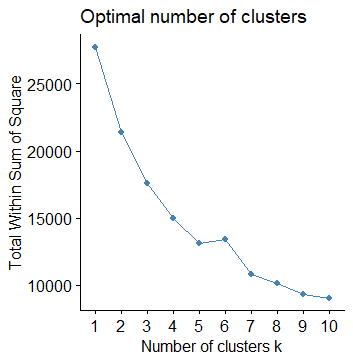 Optimal number of clusters
Total Within Sum of Square
25000
20000
15000
10000
1 2 3 4 5 6 7 8 9 10
Number of clusters k